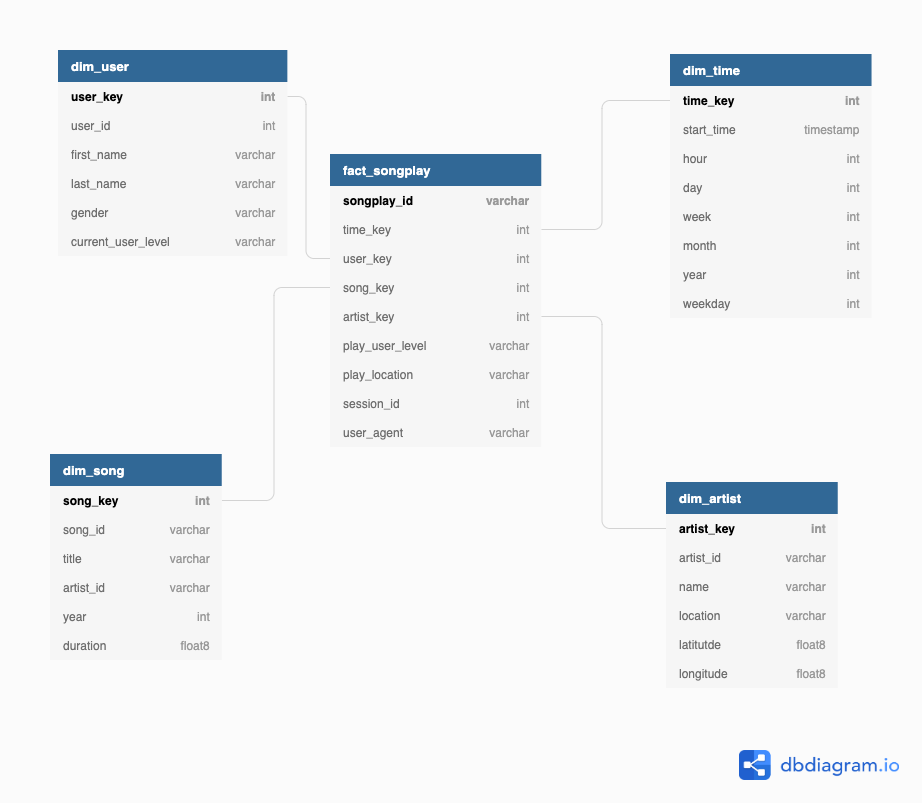 dim_user
user_key int
user_id int
first_name varchar
last_name varchar
gender varchar
current_user_level varchar
dim_time
time_key int
start_time timestamp
hour int
day int
week int
month int
year int
weekday int
fact_songplay
songplay_id varchar
time_key int
user_key int
song_key int
artist_key int
play_user_level varchar
play_location varchar
session_id int
user_agent varchar
dim_song
song_key int
song_id varchar
title varchar
artist_id varchar
year int
duration float8
dim_artist
artist_key int
artist_id varchar
name varchar
location varchar
latitutde float8
longitude float8
dbdiagram.io